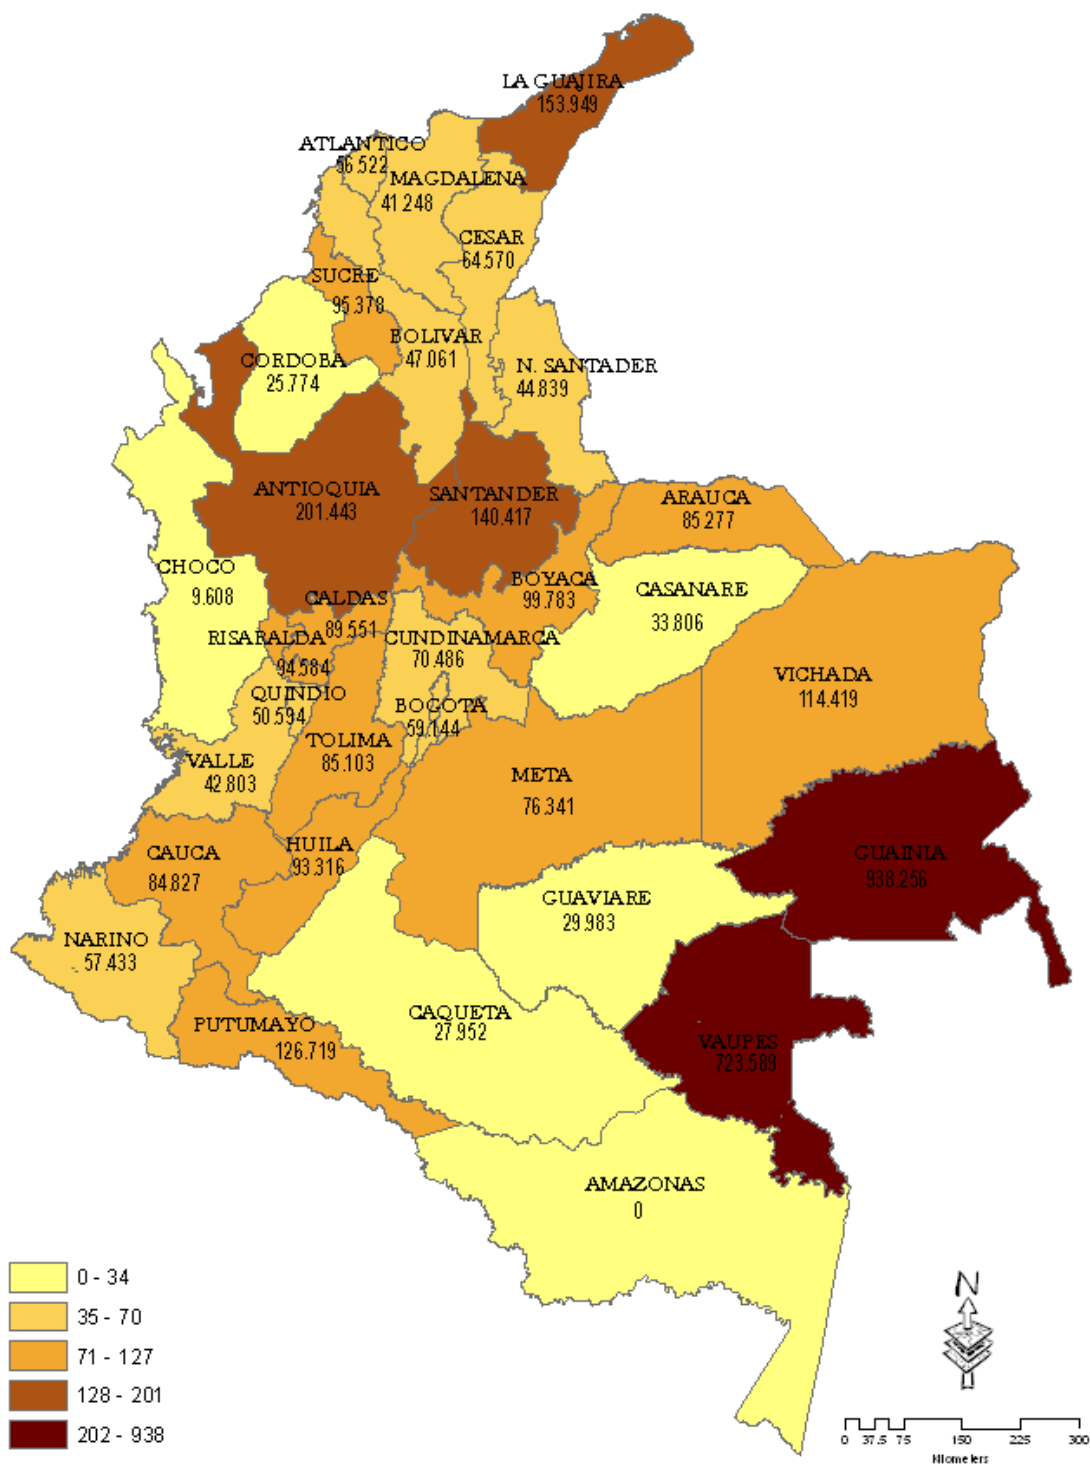 LA GUAJIRA
153.949
ATLANTICO
56.522
MAGDALENA
41.248
CESAR
64.570
SUCRE
95.378
BOLIVAR
47.061
CORDOBA
25.774
N. SANTADER
44.839
ANTIOQUIA
201.443
SANTANDER
140.417
ARAUCA
85.277
CHOCO
9.608
CALDAS
89.551
BOYACA
99.783
CASANARE
33.806
RISARALDA
94.584
CUNDINAMARCA
70.486
VICHADA
114.419
QUINDIO
50.594
BOGOTA
59.144
TOLIMA
85.103
VALLE
42.803
META
76.341
CAUCA
84.827
HUILA
93.316
GUAINIA
938.256
GUAVIARE
29.983
NARINO
57.433
CAQUETA
27.952
PUTUMAYO
126.719
VAUPES
723.589
AMAZONAS
0
0 - 34
35 - 70
71 - 127
128 - 201
202 - 938
N
0 37.5 75 150 225 300
Kilometers